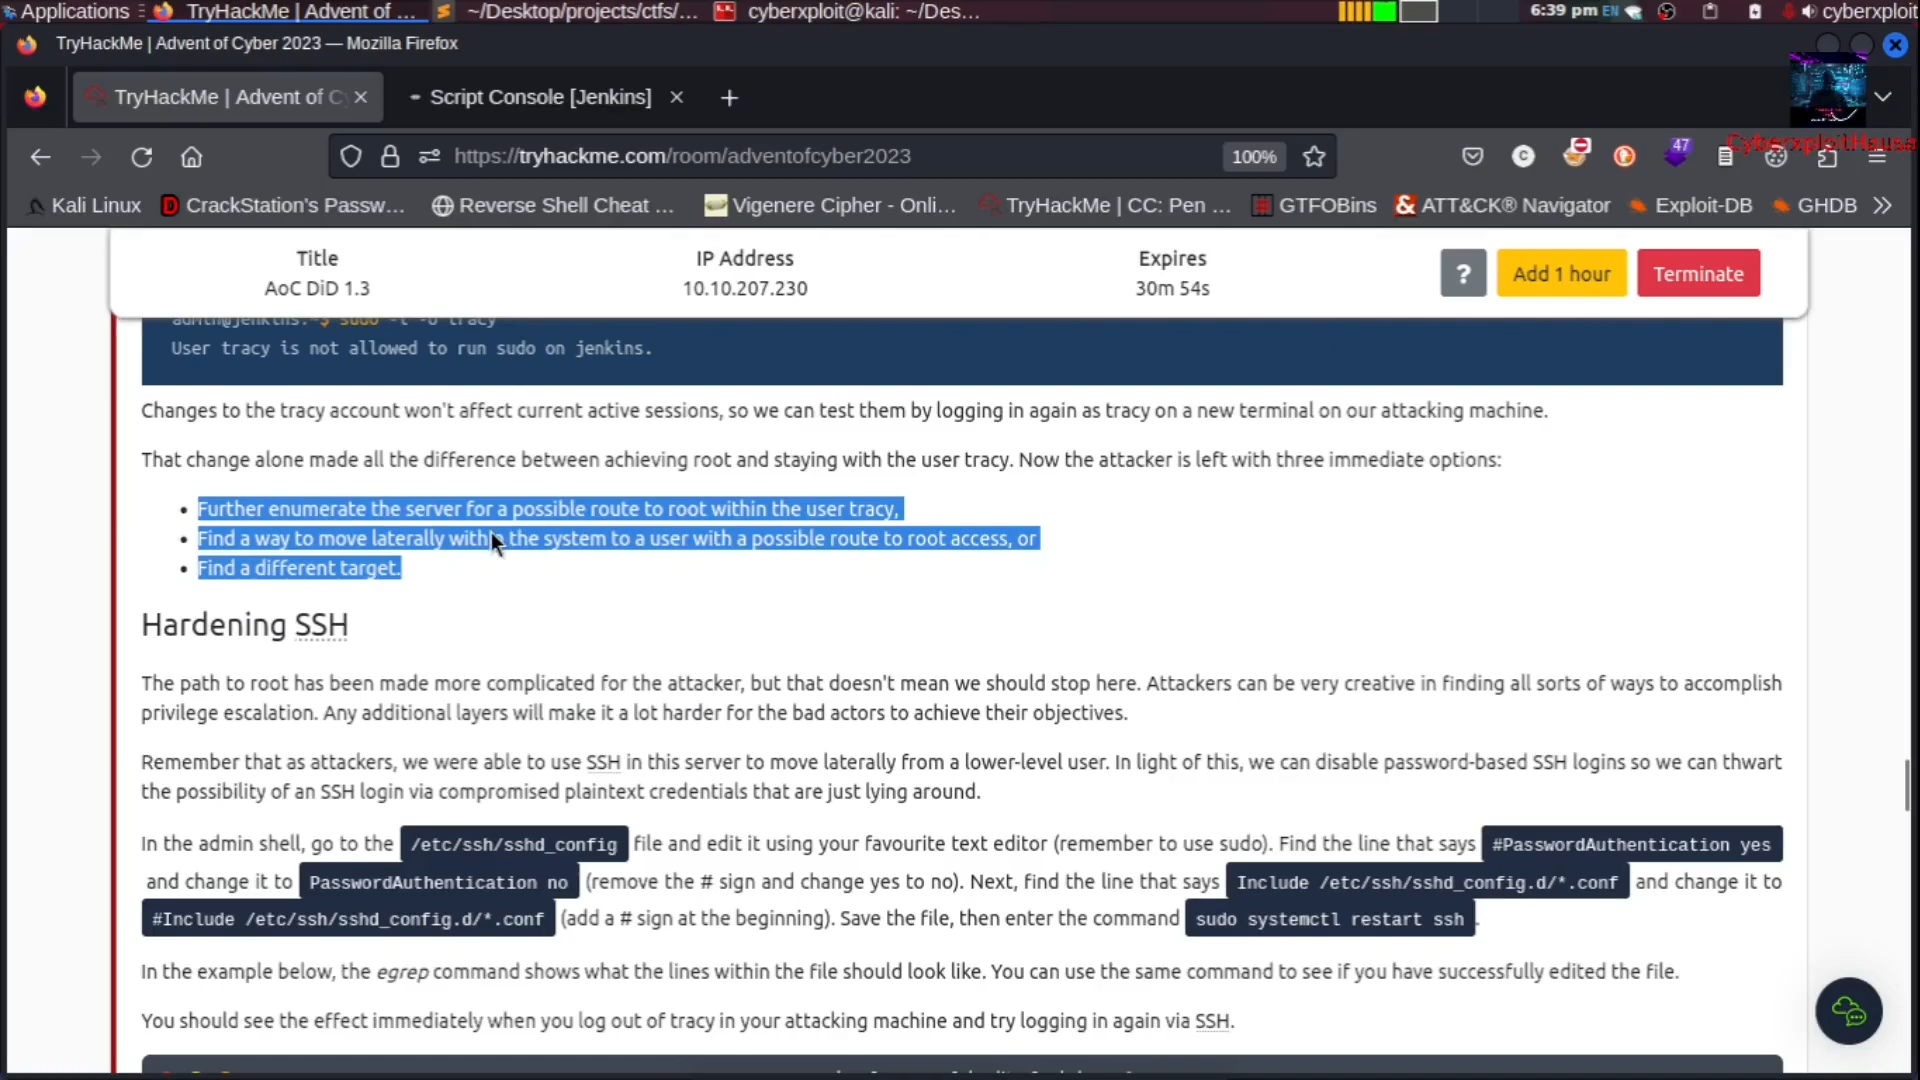 Applications
TryHackMe | Advent of ...
~/Desktop/projects/ctfs/...
cyberxploit@kali: ~/Des...
6:39 pm EN
cyberxploit
TryHackMe | Advent of Cyber 2023 — Mozilla Firefox
TryHackMe | Advent of C
Script Console [Jenkins]
https://tryhackme.com/room/adventofcyber2023
100%
47
CyberxploitHausa
Kali Linux
CrackStation's Passw...
Reverse Shell Cheat ...
Vigenere Cipher - Onli...
TryHackMe | CC: Pen ...
GTFOBins
ATT&CK® Navigator
Exploit-DB
GHDB
Title
IP Address
Expires
AoC DiD 1.3
10.10.207.230
30m 54s
?
Add 1 hour
Terminate
admin@jenkins:~$ sudo -l -U tracy
User tracy is not allowed to run sudo on jenkins.
Changes to the tracy account won't affect current active sessions, so we can test them by logging in again as tracy on a new terminal on our attacking machine.
That change alone made all the difference between achieving root and staying with the user tracy. Now the attacker is left with three immediate options:
• Further enumerate the server for a possible route to root within the user tracy,
• Find a way to move laterally within the system to a user with a possible route to root access, or
• Find a different target.
Hardening SSH
The path to root has been made more complicated for the attacker, but that doesn't mean we should stop here. Attackers can be very creative in finding all sorts of ways to accomplish
privilege escalation. Any additional layers will make it a lot harder for the bad actors to achieve their objectives.
Remember that as attackers, we were able to use SSH in this server to move laterally from a lower-level user. In light of this, we can disable password-based SSH logins so we can thwart
the possibility of an SSH login via compromised plaintext credentials that are just lying around.
In the admin shell, go to the /etc/ssh/sshd_config file and edit it using your favourite text editor (remember to use sudo). Find the line that says #PasswordAuthentication yes
and change it to PasswordAuthentication no (remove the # sign and change yes to no). Next, find the line that says Include /etc/ssh/sshd_config.d/*.conf and change it to
#Include /etc/ssh/sshd_config.d/*.conf (add a # sign at the beginning). Save the file, then enter the command sudo systemctl restart ssh.
In the example below, the egrep command shows what the lines within the file should look like. You can use the same command to see if you have successfully edited the file.
You should see the effect immediately when you log out of tracy in your attacking machine and try logging in again via SSH.